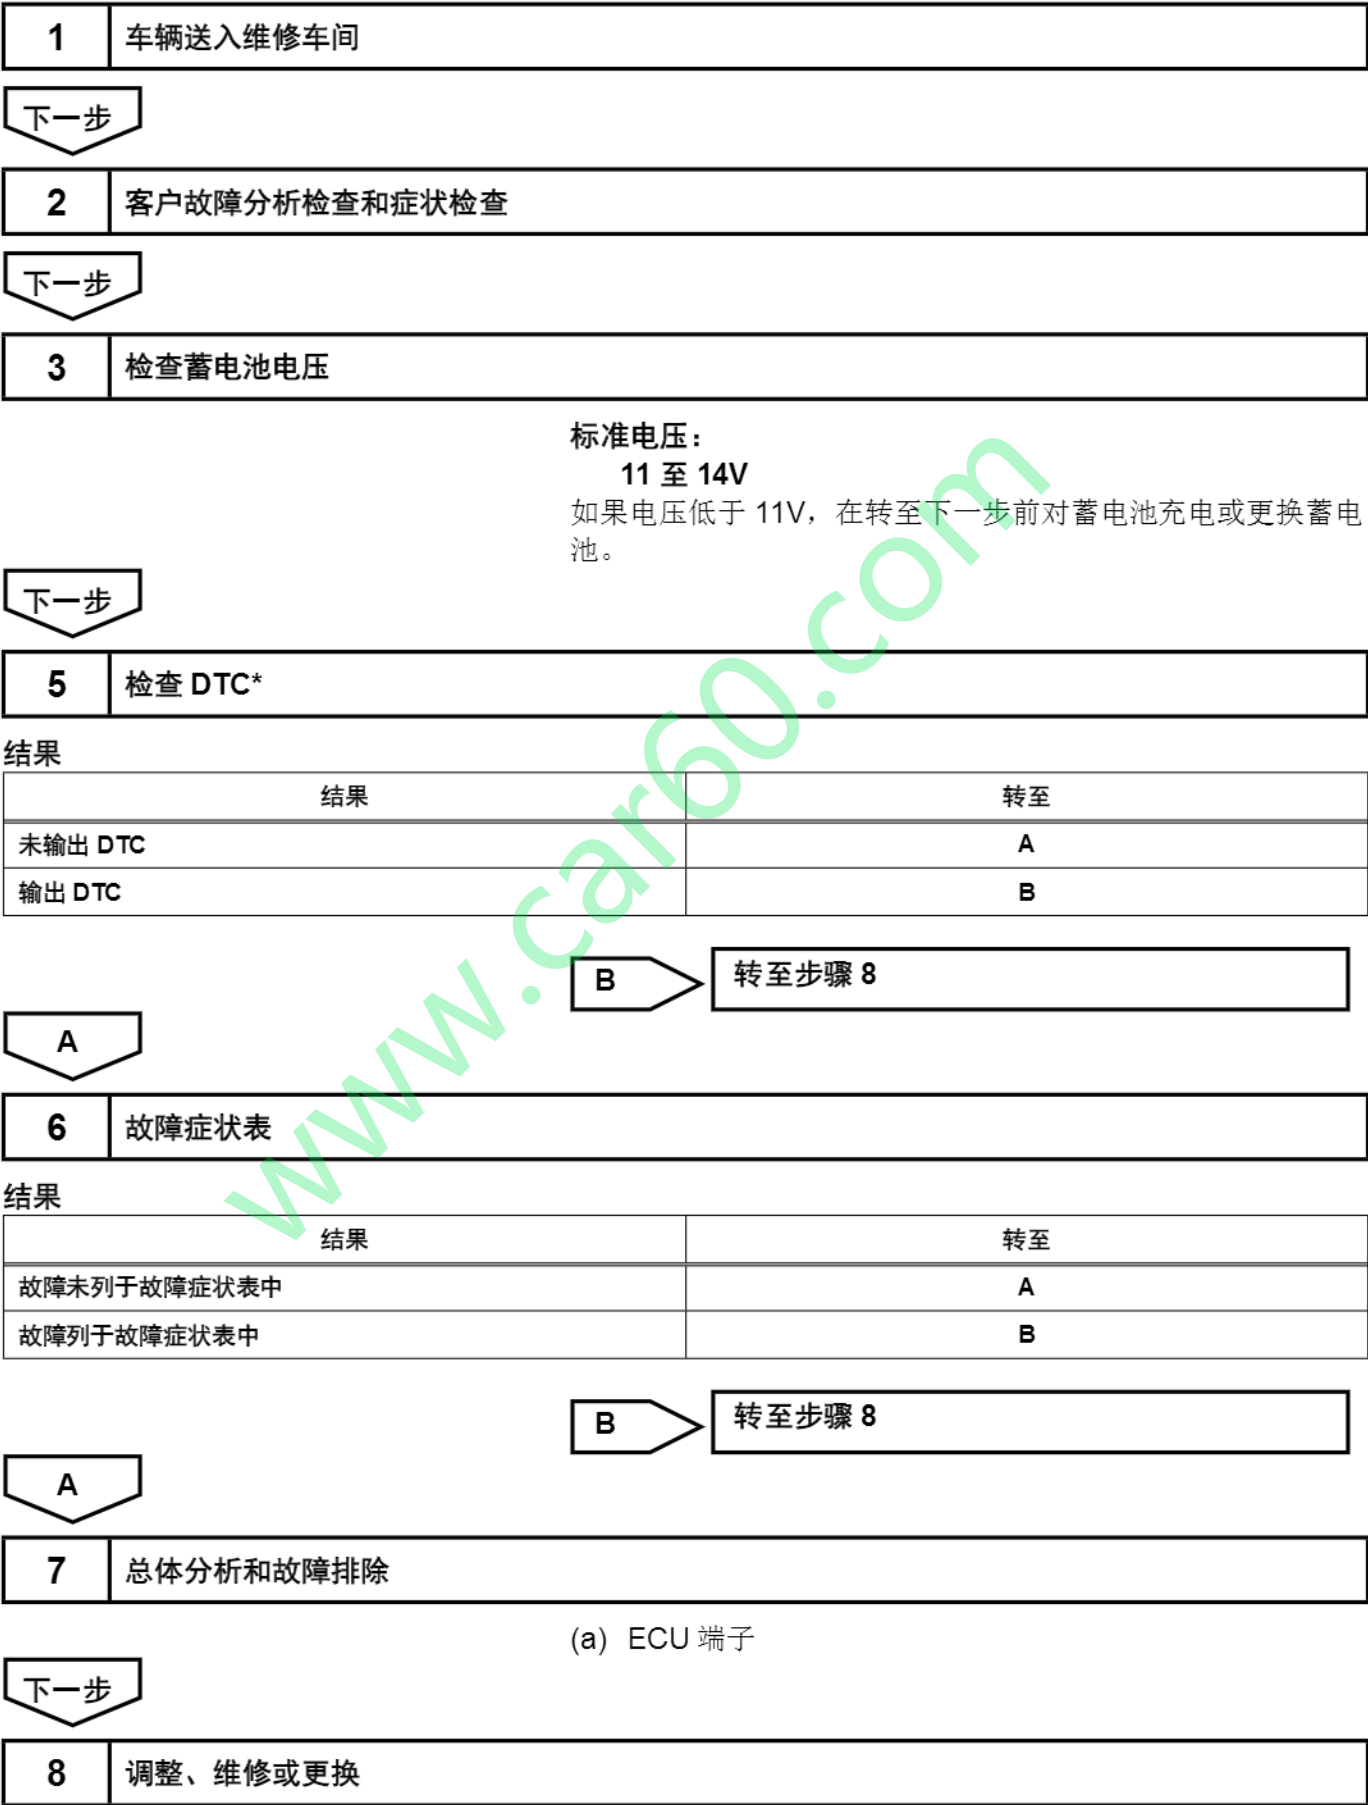 1 车辆送入维修车间
下一步
2 客户故障分析检查和症状检查
下一步
3 检查蓄电池电压
标准电压：
11 至 14V
如果电压低于 11V，在转至下一步前对蓄电池充电或更换蓄电
池。
下一步
5 检查 DTC*
结果
结果 转至
未输出 DTC A
输出 DTC B
B 转至步骤 8
A
6 故障症状表
结果
结果 转至
故障未列于故障症状表中 A
故障列于故障症状表中 B
B 转至步骤 8
A
7 总体分析和故障排除
(a) ECU 端子
下一步
8 调整、维修或更换
www.car60.com